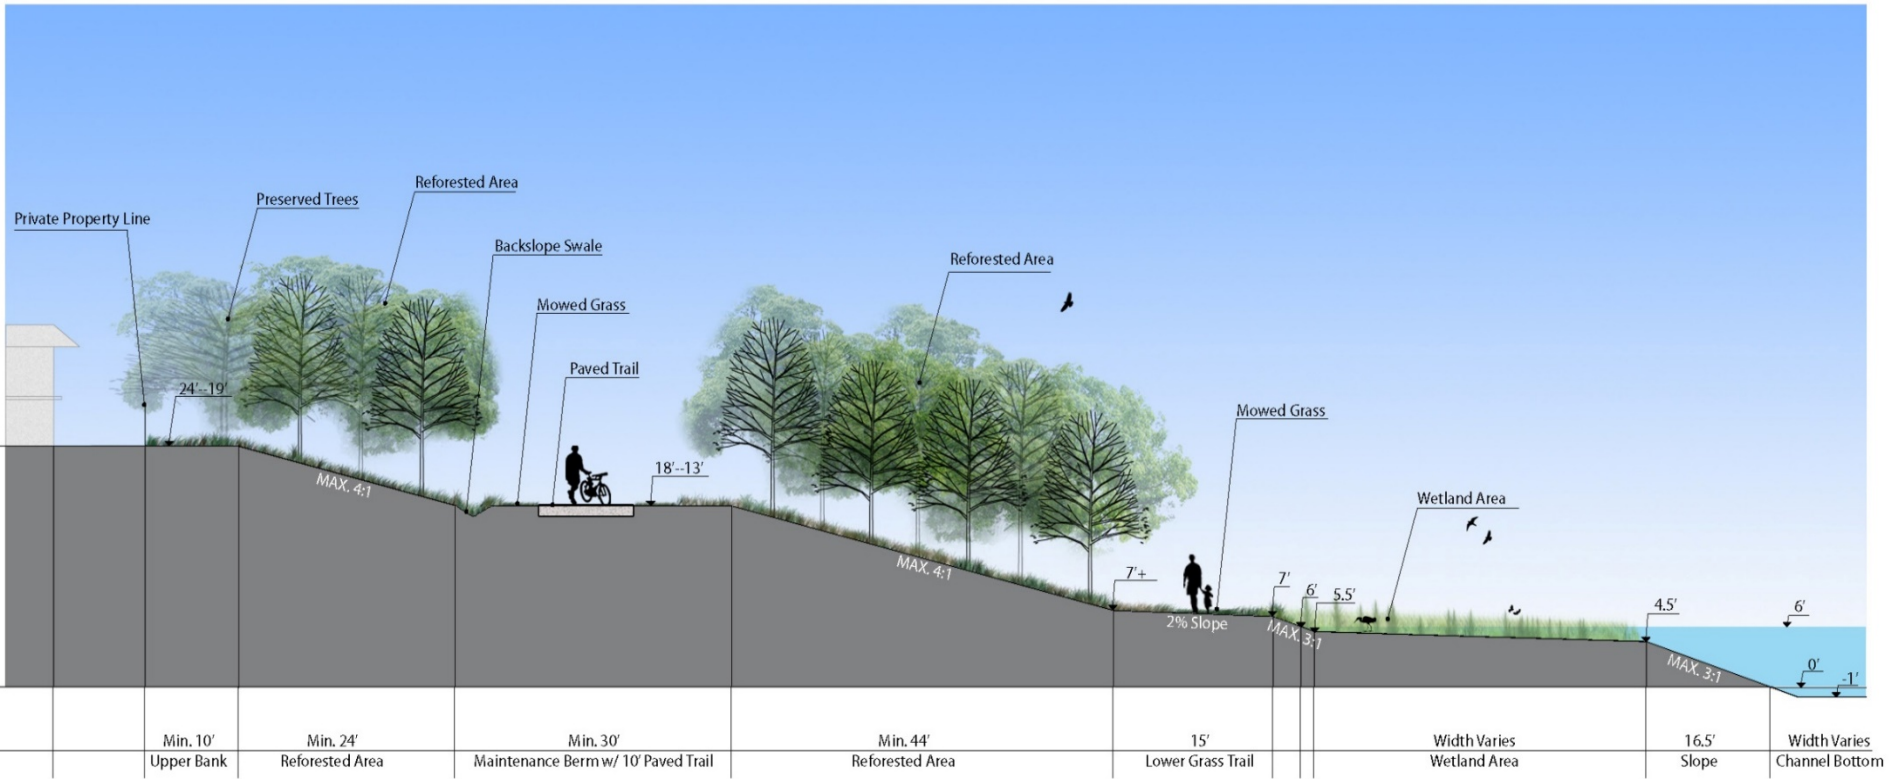 Reforested Area
Preserved Trees
Private Property Line
Backslope Swale
Reforested Area
Mowed Grass
Paved Trail
24'--19'
Mowed Grass
18'--13'
MAX. 4:1
Wetland Area
MAX. 4:1
7'+
7'
6'
5.5'
4.5'
6'
2% Slope
MAX. 3:1
MAX. 3:1
0'
-1'
Min. 10'
Upper Bank
Min. 24'
Reforested Area
Min. 30'
Maintenance Berm w/ 10' Paved Trail
Min. 44'
Reforested Area
15'
Lower Grass Trail
Width Varies
Wetland Area
16.5'
Slope
Width Varies
Channel Bottom